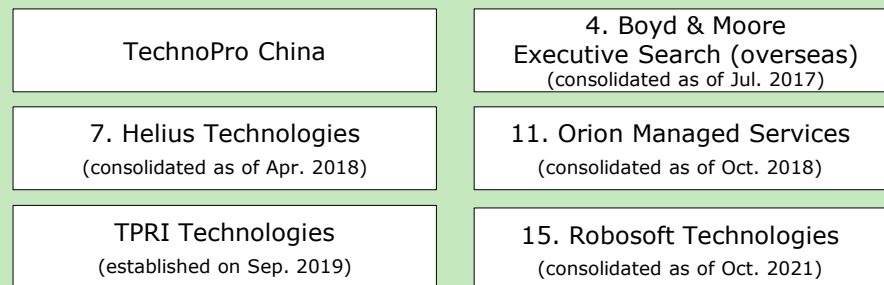 TechnoPro China
4. Boyd & Moore
Executive Search (overseas)
(consolidated as of Jul. 2017)
7. Helius Technologies
(consolidated as of Apr. 2018)
11. Orion Managed Services
(consolidated as of Oct. 2018)
TPRI Technologies
(established on Sep. 2019)
15. Robosoft Technologies
(consolidated as of Oct. 2021)